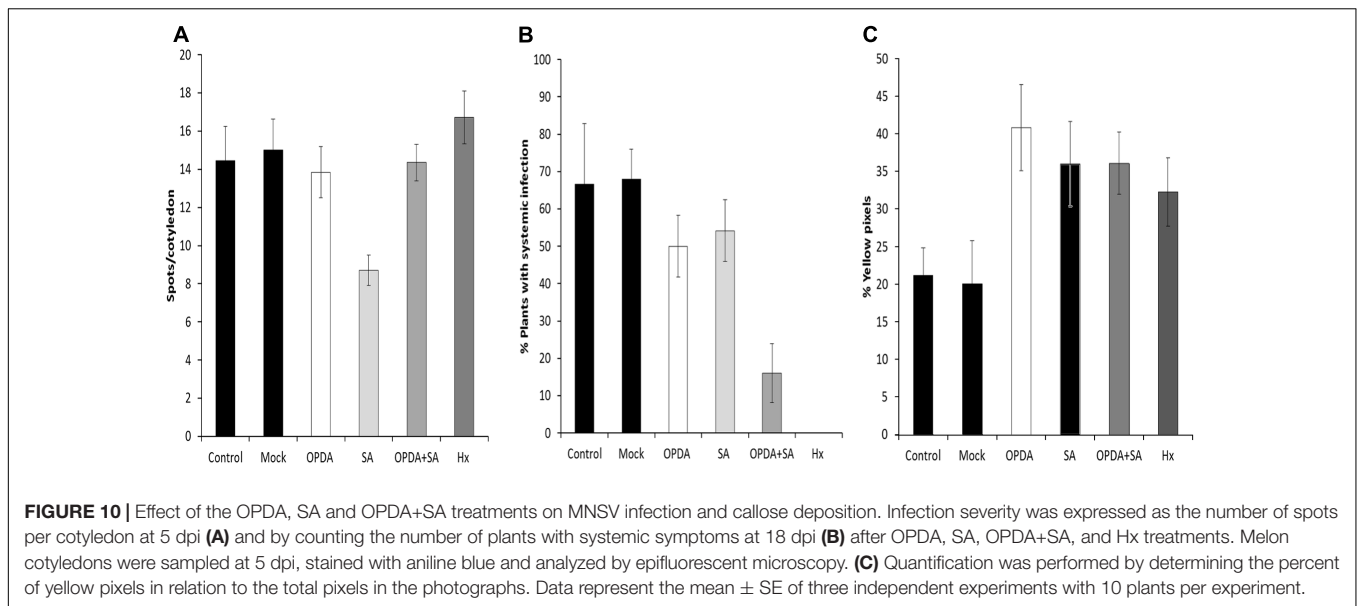 A
B
C
20
18
16
14
12
10
8
6
4
2
0
Spots/cotyledon
Control Mock OPDA SA OPDA+SA Hx
100
90
80
70
60
50
40
30
20
10
0
% Plants with systemic infection
Control Mock OPDA SA OPDA+SA Hx
50
45
40
35
30
25
20
15
10
5
0
% Yellow pixels
Control Mock OPDA SA OPDA+SA Hx
FIGURE 10 | Effect of the OPDA, SA and OPDA+SA treatments on MNSV infection and callose deposition. Infection severity was expressed as the number of spots
per cotyledon at 5 dpi (A) and by counting the number of plants with systemic symptoms at 18 dpi (B) after OPDA, SA, OPDA+SA, and Hx treatments. Melon
cotyledons were sampled at 5 dpi, stained with aniline blue and analyzed by epifluorescent microscopy. (C) Quantification was performed by determining the percent
of yellow pixels in relation to the total pixels in the photographs. Data represent the mean ± SE of three independent experiments with 10 plants per experiment.